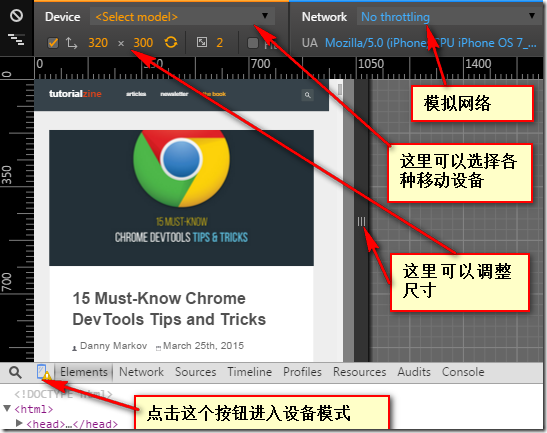 Device <Select model> Network No throttling
320 × 300 2 Fit UA Mozilla/5.0 (iPhone; CPU iPhone OS 7_...
0 350 700 1050 1400
模拟网络
tutorialzine articles newsletter the book
这里可以选择各
种移动设备
350
15 MUST-KNOW
CHROME DEVTOOLS TIPS & TRICKS
这里可以调整
尺寸
700
15 Must-Know Chrome
DevTools Tips and Tricks
Danny Markov March 25th, 2015
Elements Network Sources Timeline Profiles Resources Audits Console
<!DOCTYPE html>
<html>
<head>…</head>
点击这个按钮进入设备模式